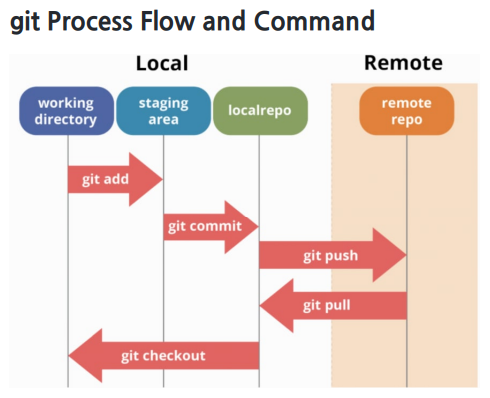 git Process Flow and Command
Local
Remote
working
directory
staging
area
localrepo
remote
repo
git add
git commit
git push
git pull
git checkout